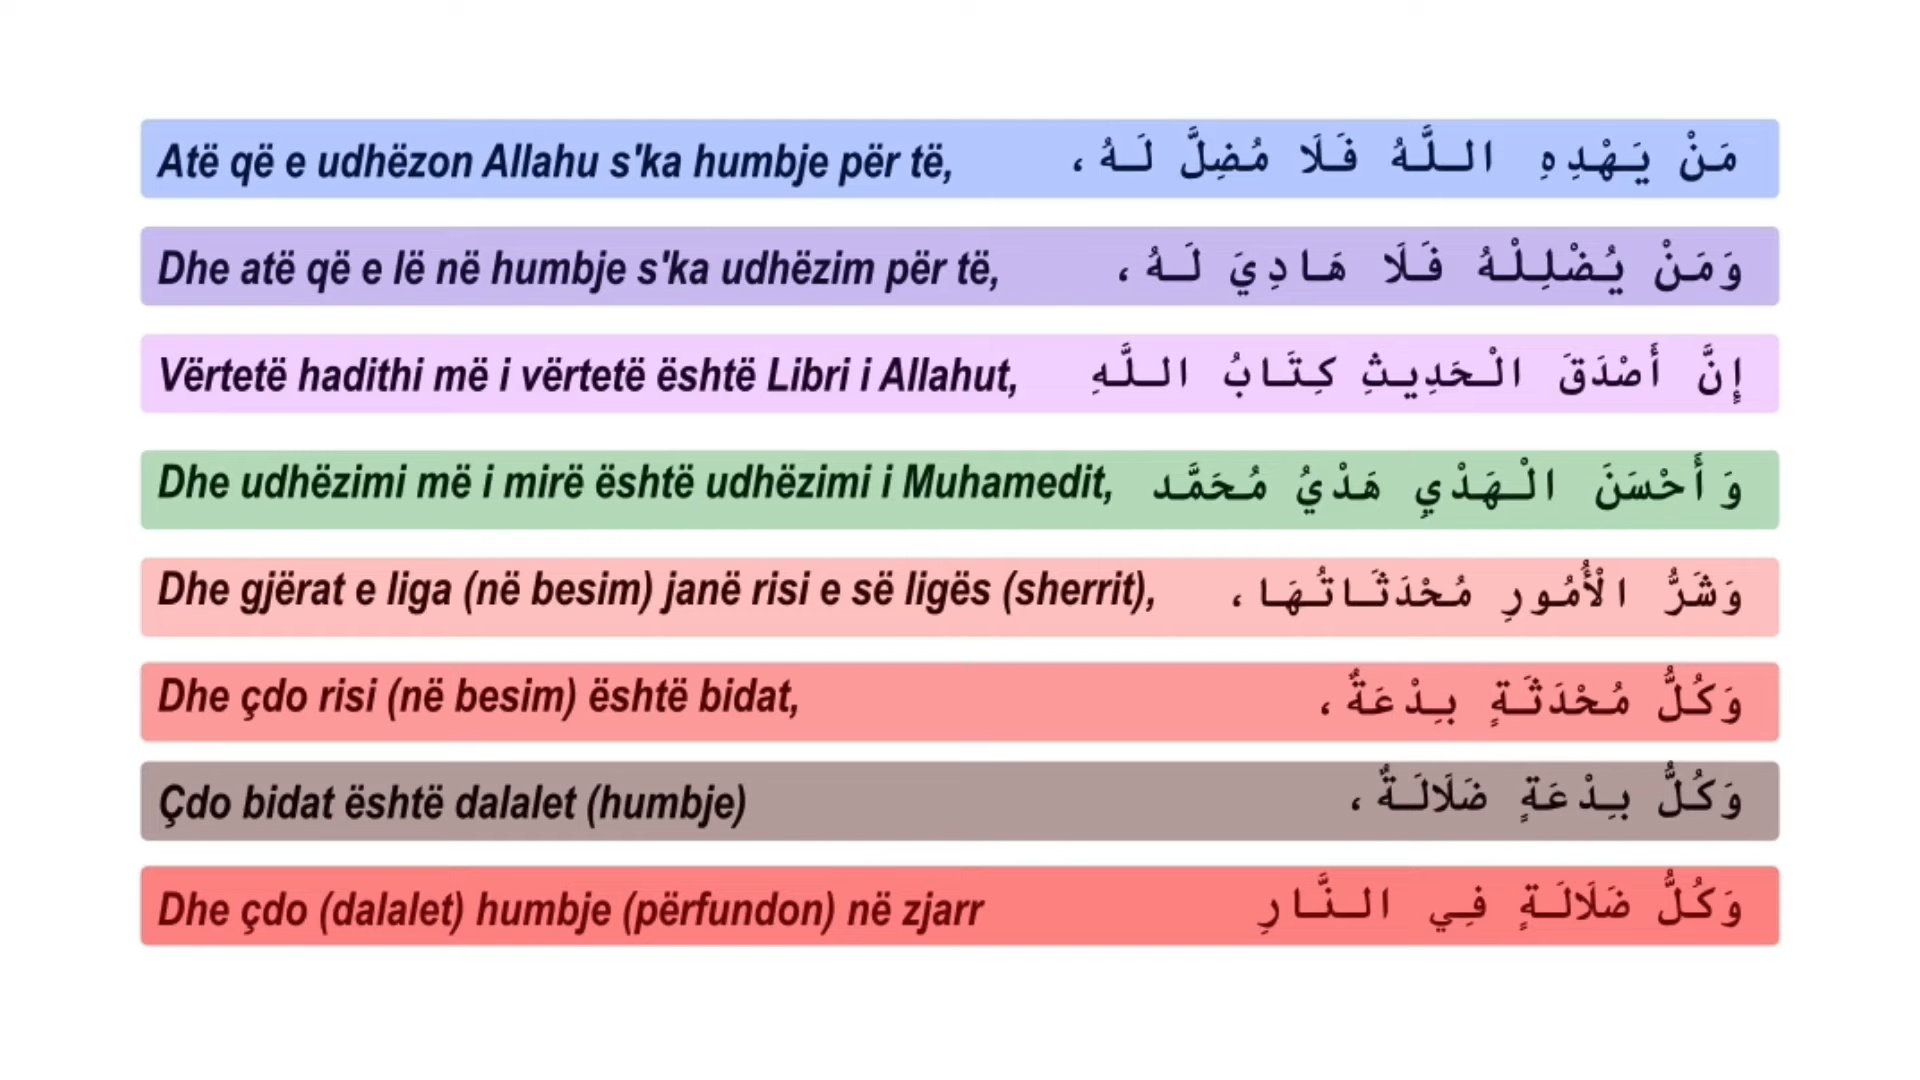 Atë që e udhëzon Allahu s'ka humbje për të, مَنْ يَهْدِهِ اللَّهُ فَلَا مُضِلَّ لَهُ ،
Dhe atë që e lë në humbje s'ka udhëzim për të, وَمَنْ يُضْلِلْهُ فَلَا هَادِيَ لَهُ ،
Vërtetë hadithi më i vërtetë është Libri i Allahut, إِنَّ أَصْدَقَ الْحَدِيثِ كِتَابُ اللَّهِ
Dhe udhëzimi më i mirë është udhëzimi i Muhamedit, وَأَحْسَنَ الْهَدْيِ هَدْيُ مُحَمَّد
Dhe gjërat e liga (në besim) janë risi e së ligës (sherrit), وَشَرُّ الْأُمُورِ مُحْدَثَاتُهَا ،
Dhe çdo risi (në besim) është bidat, وَكُلُّ مُحْدَثَةٍ بِدْعَةٌ ،
Çdo bidat është dalalet (humbje) وَكُلُّ بِدْعَةٍ ضَلَالَةٌ ،
Dhe çdo (dalalet) humbje (përfundon) në zjarr وَكُلُّ ضَلَالَةٍ فِي النَّارِ